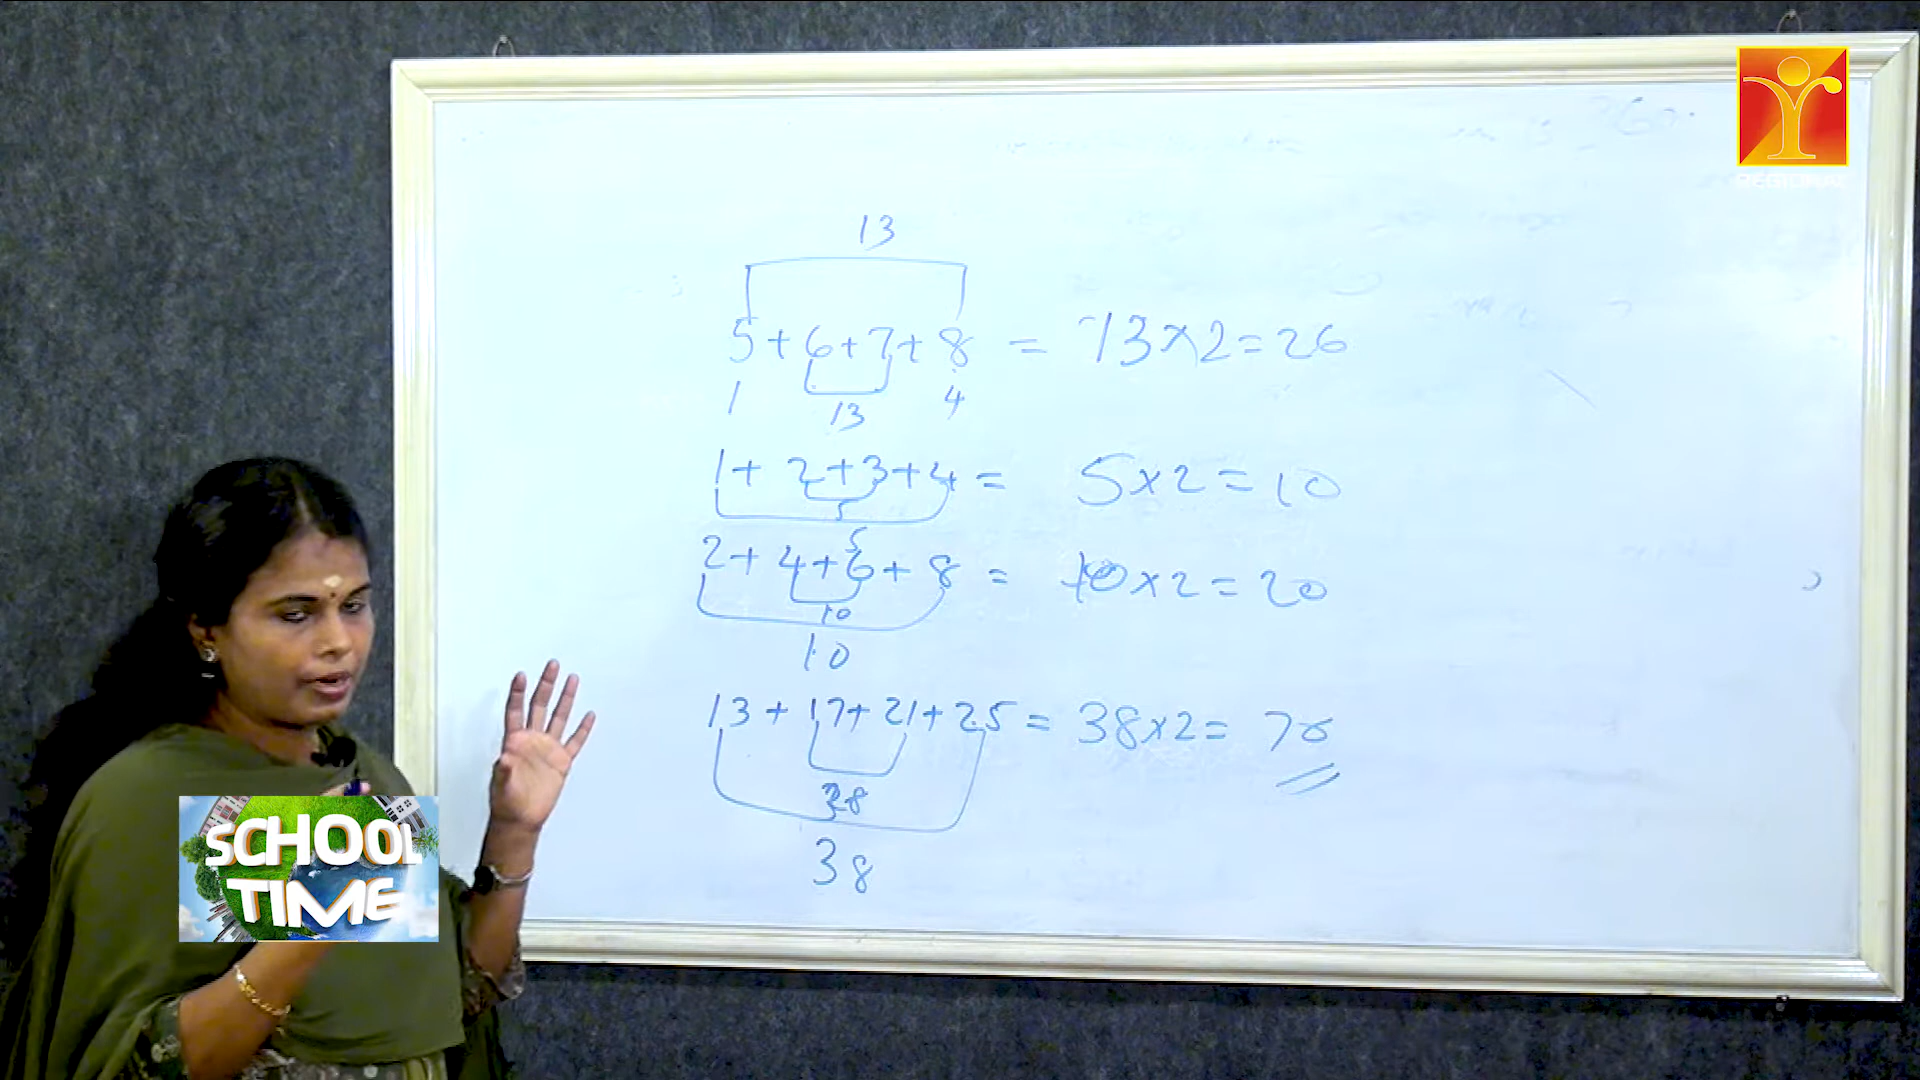 13
5+6+7+8 = 13×2=26
1 13 4
1+ 2+3+4 = 5×2=10
5
5
2+ 4+6+8 = 10×2=20
10
10
13+17+21+25= 38×2= 76
38
38
SCHOOL
TIME
REGIONAL